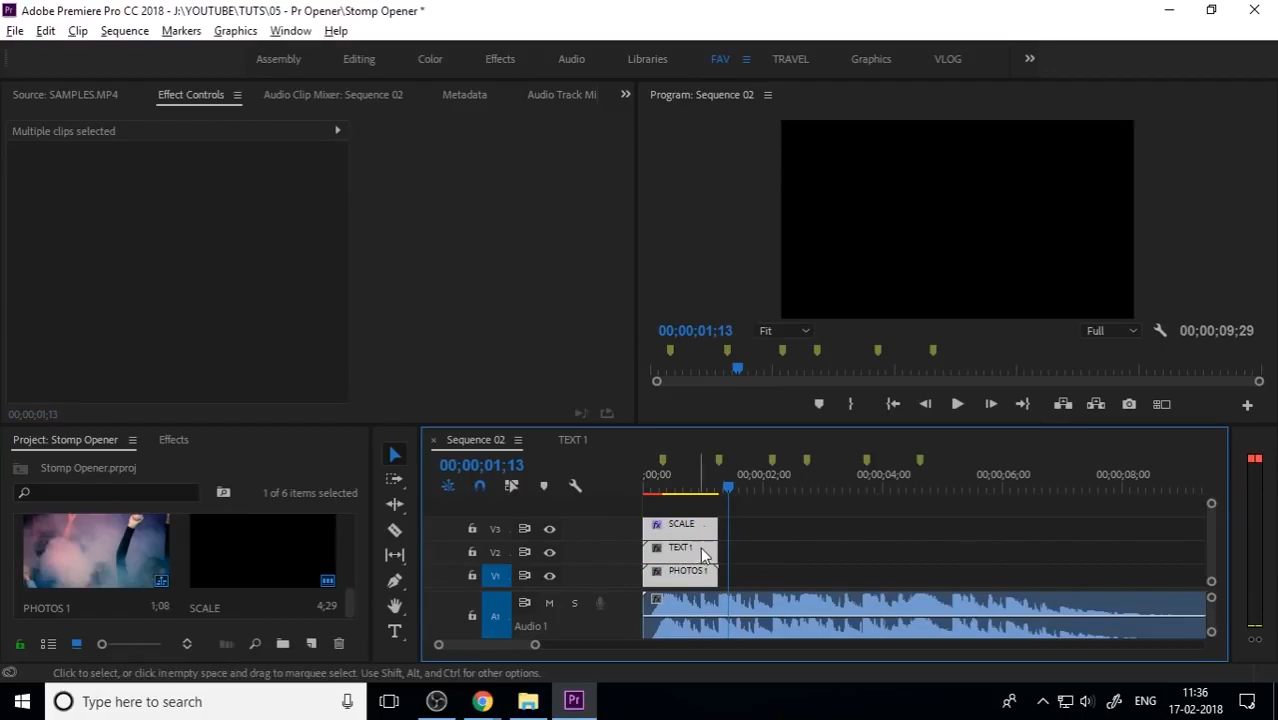 Pr Adobe Premiere Pro CC 2018 - J:\YOUTUBE\TUTS\05 - Pr Opener\Stomp Opener *
File Edit Clip Sequence Markers Graphics Window Help
Assembly Editing Color Effects Audio Libraries FAV TRAVEL Graphics VLOG
Source: SAMPLES.MP4 Effect Controls Audio Clip Mixer: Sequence 02 Metadata Audio Track Mi Program: Sequence 02
Multiple clips selected
00;00;01;13 Fit Full 00;00;09;29
00;00;01;13
Project: Stomp Opener Effects
Sequence 02 TEXT 1
Stomp Opener.prproj
00;00;01;13
1 of 6 items selected
;00;00 00;00;02;00 00;00;04;00 00;00;06;00 00;00;08;00
V3 fx SCALE
V2 fx TEXT 1
V1 V1 fx PHOTOS 1
A1 M S fx
Audio 1
PHOTOS 1 1;08 SCALE 4;29
Click to select, or click in empty space and drag to marquee select. Use Shift, Alt, and Ctrl for other options.
Type here to search
Pr
ENG
11:36
17-02-2018